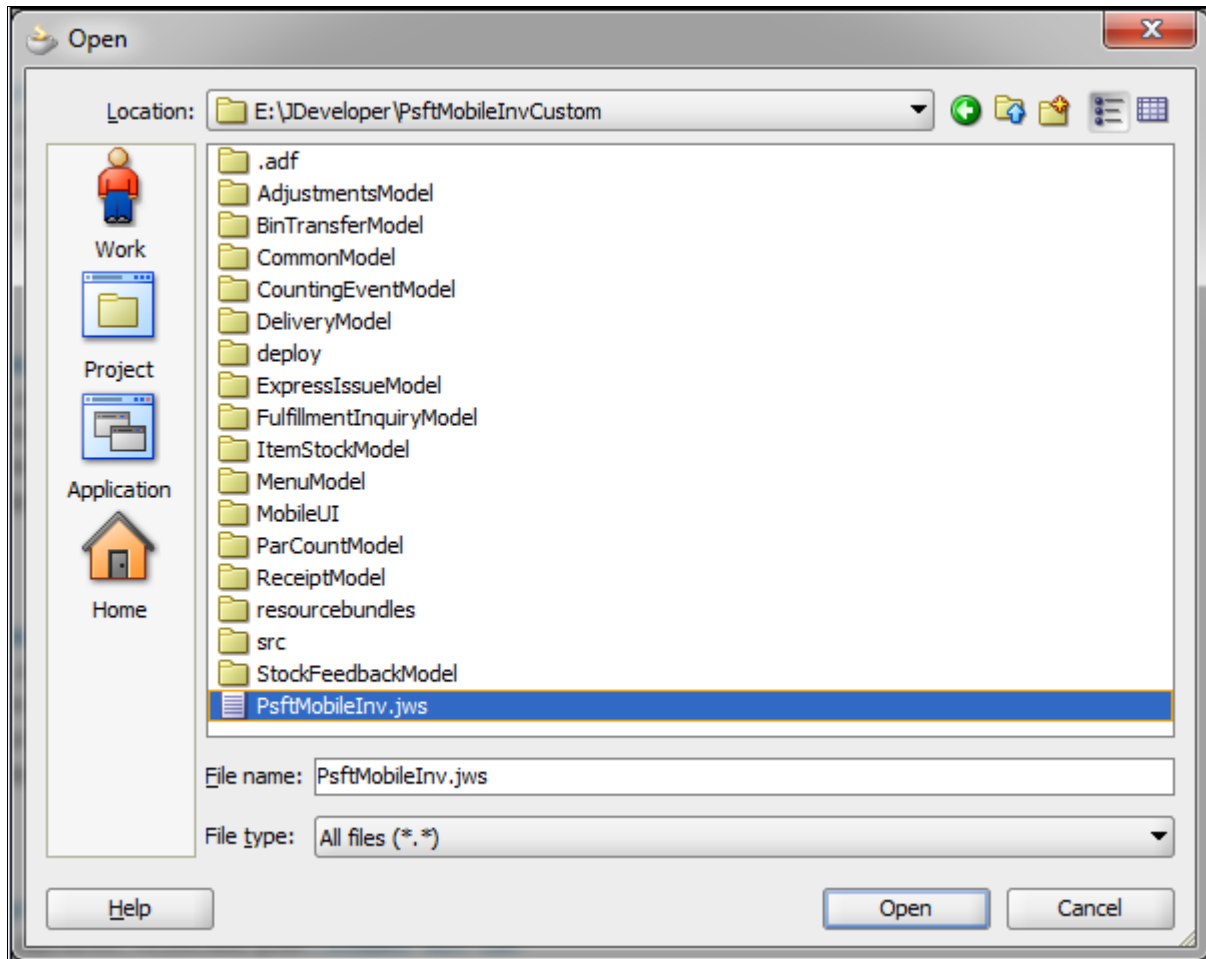 Open
Location: E:\JDeveloper\PsftMobileInvCustom
Work
Project
Application
Home
.adf
AdjustmentsModel
BinTransferModel
CommonModel
CountingEventModel
DeliveryModel
deploy
ExpressIssueModel
FulfillmentInquiryModel
ItemStockModel
MenuModel
MobileUI
ParCountModel
ReceiptModel
resourcebundles
src
StockFeedbackModel
PsftMobileInv.jws
File name: PsftMobileInv.jws
File type: All files (*.*)
Help Open Cancel